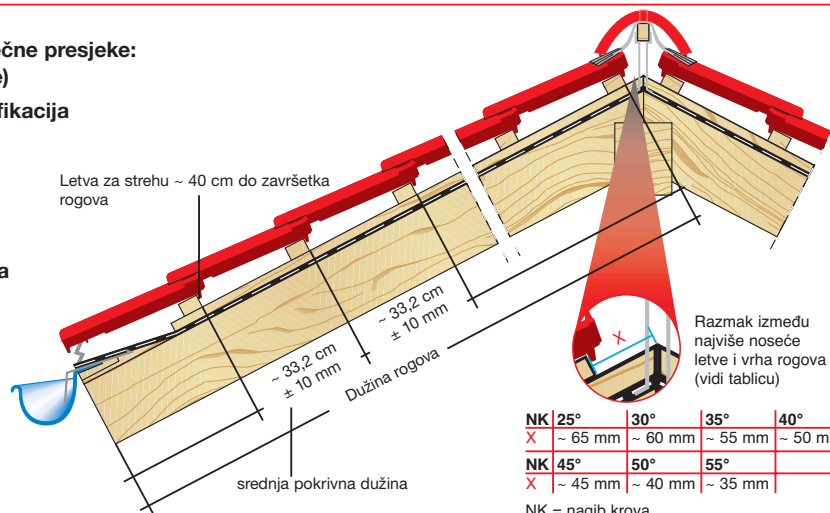 ečne presjeke:
e)
fikacija
Letva za strehu ~ 40 cm do završetka
rogova
a
~ 33,2 cm
± 10 mm
~ 33,2 cm
± 10 mm
Dužina rogova
srednja pokrivna dužina
X
Razmak između
najviše noseće
letve i vrha rogova
(vidi tablicu)
NK 25° 30° 35° 40°
X ~ 65 mm ~ 60 mm ~ 55 mm ~ 50 m
NK 45° 50° 55°
X ~ 45 mm ~ 40 mm ~ 35 mm
NK = nagib krova